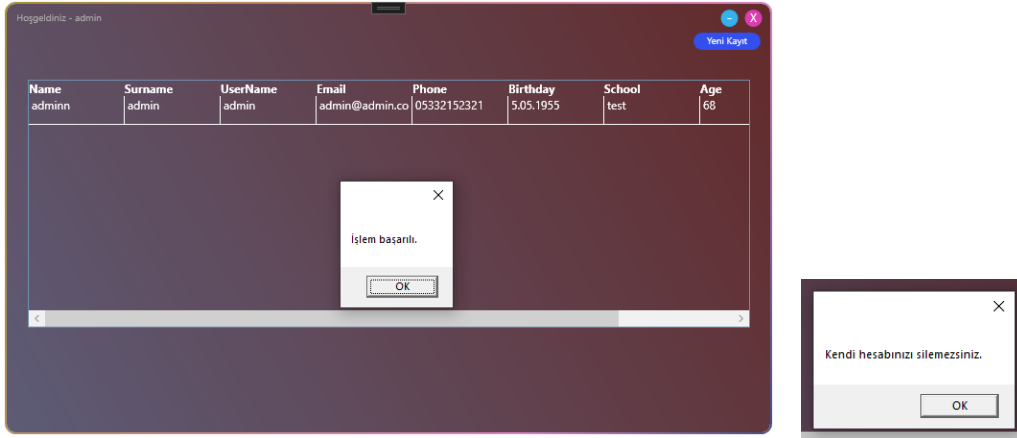 Hoşgeldiniz - admin
– X
Yeni Kayıt
Name Surname UserName Email Phone Birthday School Age
adminn admin admin admin@admin.co 05332152321 5.05.1955 test 68
İşlem başarılı.
OK
Kendi hesabınızı silemezsiniz.
OK